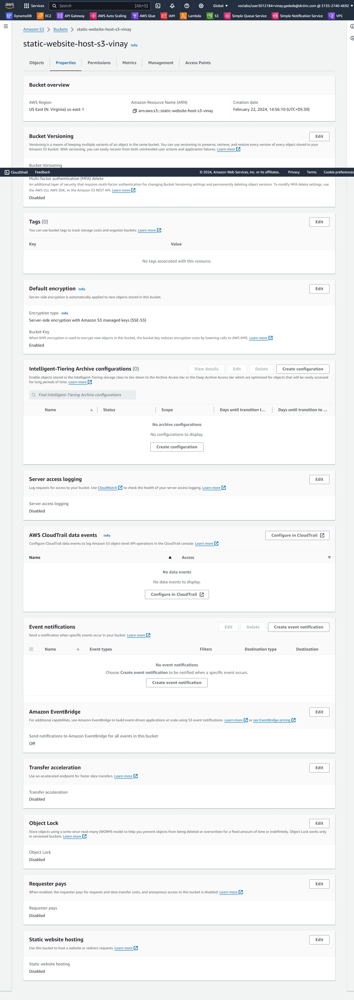 aws Services Search [Alt+S] Global voclabs/user3012184=vinay.gadade@dctinc.com @ 3135-2740-4692
DynamoDB EC2 API Gateway AWS Auto Scaling AWS Glue IAM Lambda S3 Simple Queue Service Simple Notification Service VPC
Amazon S3 Buckets static-website-host-s3-vinay
static-website-host-s3-vinay Info
Objects Properties Permissions Metrics Management Access Points
Bucket overview
AWS Region Amazon Resource Name (ARN) Creation date
US East (N. Virginia) us-east-1 arn:aws:s3:::static-website-host-s3-vinay February 22, 2024, 14:56:10 (UTC+05:30)
Bucket Versioning Edit
Versioning is a means of keeping multiple variants of an object in the same bucket. You can use versioning to preserve, retrieve, and restore every version of every object stored in your
Amazon S3 bucket. With versioning, you can easily recover from both unintended user actions and application failures. Learn more
Bucket Versioning
CloudShell Feedback © 2024, Amazon Web Services, Inc. or its affiliates. Privacy Terms Cookie preferences
Multi-factor authentication (MFA) delete
An additional layer of security that requires multi-factor authentication for changing Bucket Versioning settings and permanently deleting object versions. To modify MFA delete settings, use
the AWS CLI, AWS SDK, or the Amazon S3 REST API. Learn more
Disabled
Tags (0) Edit
You can use bucket tags to track storage costs and organize buckets. Learn more
Key Value
No tags associated with this resource.
Default encryption Info Edit
Server-side encryption is automatically applied to new objects stored in this bucket.
Encryption type Info
Server-side encryption with Amazon S3 managed keys (SSE-S3)
Bucket Key
When KMS encryption is used to encrypt new objects in this bucket, the bucket key reduces encryption costs by lowering calls to AWS KMS. Learn more
Enabled
Intelligent-Tiering Archive configurations (0) View details Edit Delete Create configuration
Enable objects stored in the Intelligent-Tiering storage class to tier-down to the Archive Access tier or the Deep Archive Access tier which are optimized for objects that will be rarely accessed
for long periods of time. Learn more
Find Intelligent-Tiering Archive configurations
Name Status Scope Days until transition t... Days until transition to ...
No archive configurations
No configurations to display.
Create configuration
Server access logging Edit
Log requests for access to your bucket. Use CloudWatch to check the health of your server access logging. Learn more
Server access logging
Disabled
AWS CloudTrail data events Info Configure in CloudTrail
Configure CloudTrail data events to log Amazon S3 object-level API operations in the CloudTrail console. Learn more
Name Access
No data events
No data events to display.
Configure in CloudTrail
Event notifications Edit Delete Create event notification
Send a notification when specific events occur in your bucket. Learn more
Name Event types Filters Destination type Destination
No event notifications
Choose Create event notification to be notified when a specific event occurs.
Create event notification
Amazon EventBridge Edit
For additional capabilities, use Amazon EventBridge to build event-driven applications at scale using S3 event notifications. Learn more or see EventBridge pricing
Send notifications to Amazon EventBridge for all events in this bucket
Off
Transfer acceleration Edit
Use an accelerated endpoint for faster data transfers. Learn more
Transfer acceleration
Disabled
Object Lock Edit
Store objects using a write-once-read-many (WORM) model to help you prevent objects from being deleted or overwritten for a fixed amount of time or indefinitely. Object Lock works only
in versioned buckets. Learn more
Object Lock
Disabled
Requester pays Edit
When enabled, the requester pays for requests and data transfer costs, and anonymous access to this bucket is disabled. Learn more
Requester pays
Disabled
Static website hosting Edit
Use this bucket to host a website or redirect requests. Learn more
Static website hosting
Disabled